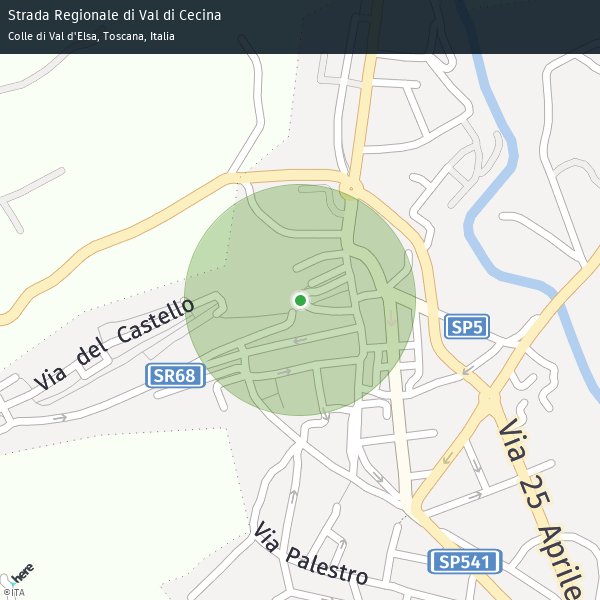 Strada Regionale di Val di Cecina
Colle di Val d'Elsa, Toscana, Italia
Via del Castello
SP5
SR68
Via 25 Aprile
Via Palestro
SP541
here
©ITA